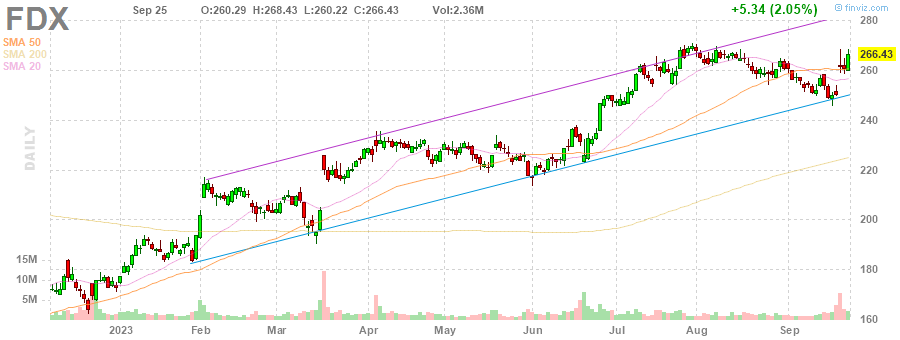 FDX Sep 25 O:260.29 H:268.43 L:260.22 C:266.43 Vol:2.36M +5.34 (2.05%) © finviz.com
SMA 50
SMA 200
SMA 20
DAILY
280
266.43
260
240
220
200
180
160
15M
10M
5M
2023 Feb Mar Apr May Jun Jul Aug Sep